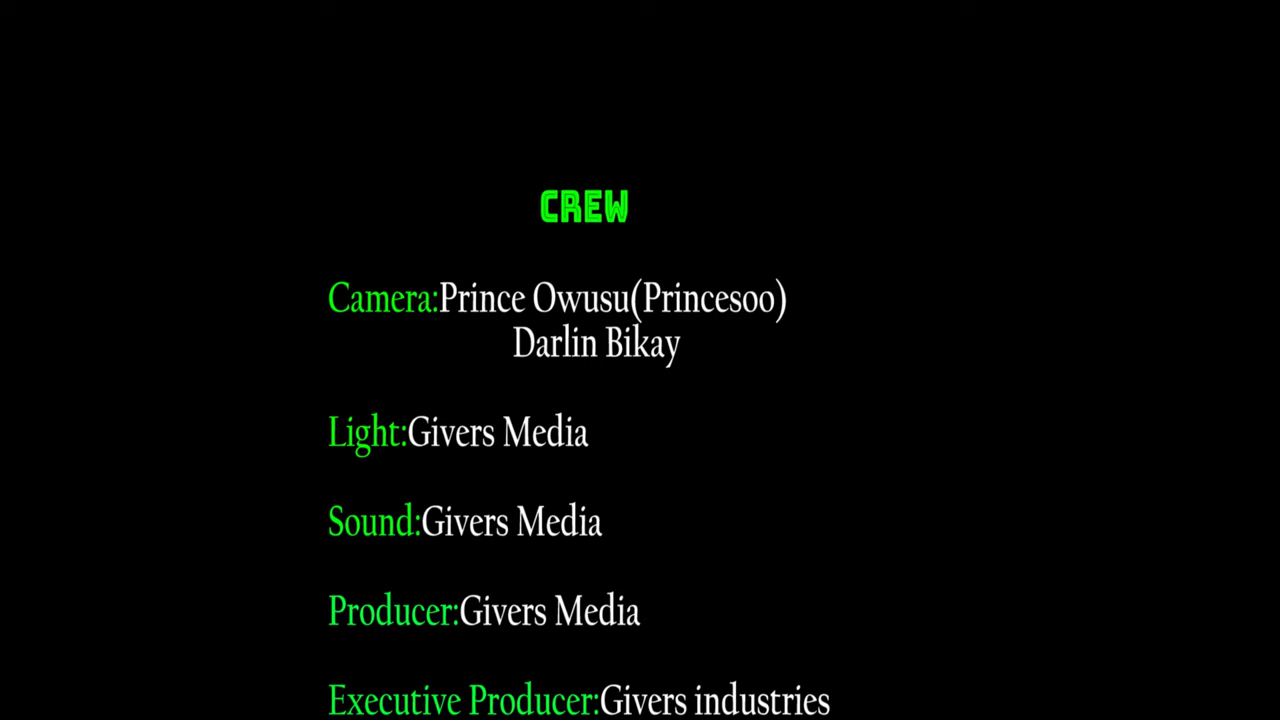 CREW
Camera:Prince Owusu(Princesoo)
Darlin Bikay
Light:Givers Media
Sound:Givers Media
Producer:Givers Media
Executive Producer:Givers industries